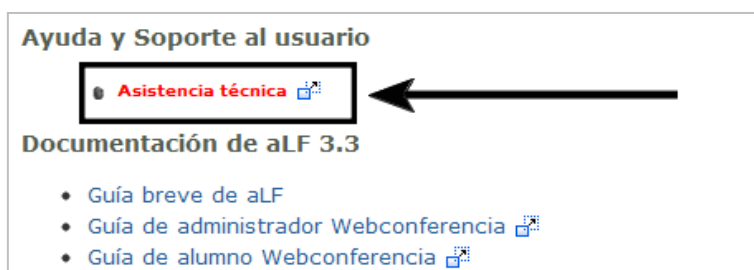 Ayuda y Soporte al usuario
Asistencia técnica
Documentación de aLF 3.3
Guía breve de aLF
Guía de administrador Webconferencia
Guía de alumno Webconferencia